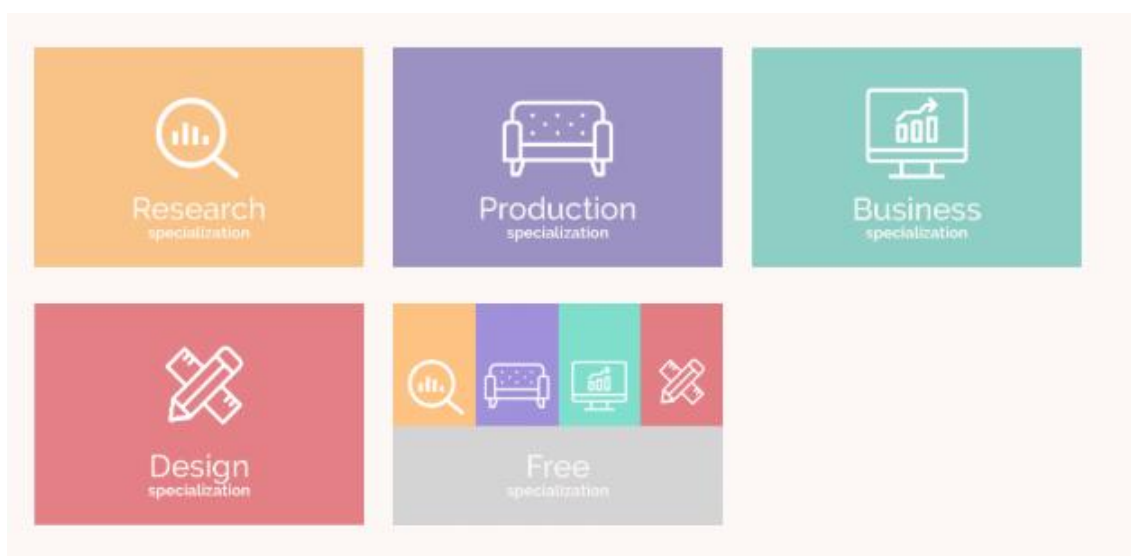 Research
specialization
Production
specialization
Business
specialization
Design
specialization
Free
specialization